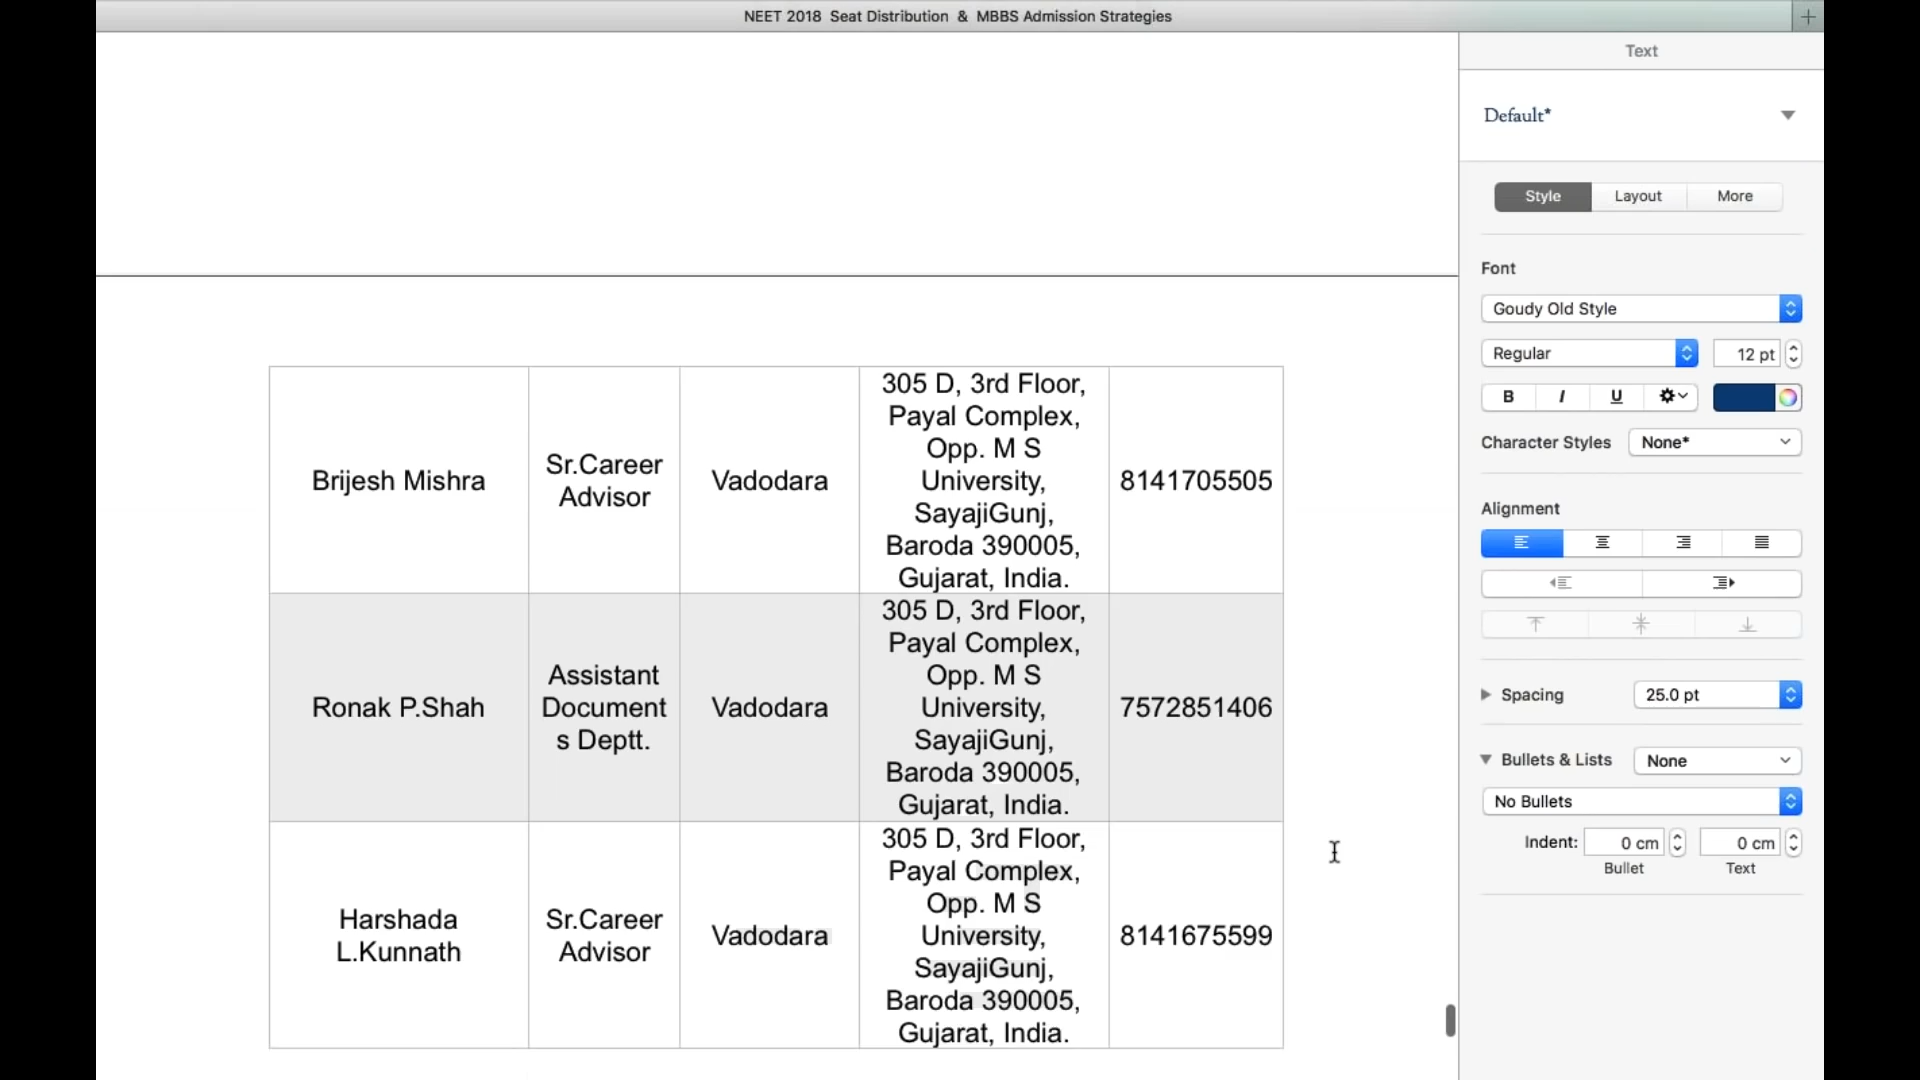 NEET 2018 Seat Distribution & MBBS Admission Strategies
+
Text
Default*
Style
Layout
More
Font
Goudy Old Style
Regular
12 pt
B
I
U
Character Styles
None*
Alignment
Spacing
25.0 pt
Bullets & Lists
None
No Bullets
Indent:
0 cm
0 cm
Bullet
Text
Brijesh Mishra
Sr.Career
Advisor
Vadodara
305 D, 3rd Floor,
Payal Complex,
Opp. M S
University,
SayajiGunj,
Baroda 390005,
Gujarat, India.
8141705505
Ronak P.Shah
Assistant
Document
s Deptt.
Vadodara
305 D, 3rd Floor,
Payal Complex,
Opp. M S
University,
SayajiGunj,
Baroda 390005,
Gujarat, India.
7572851406
Harshada
L.Kunnath
Sr.Career
Advisor
Vadodara
305 D, 3rd Floor,
Payal Complex,
Opp. M S
University,
SayajiGunj,
Baroda 390005,
Gujarat, India.
8141675599